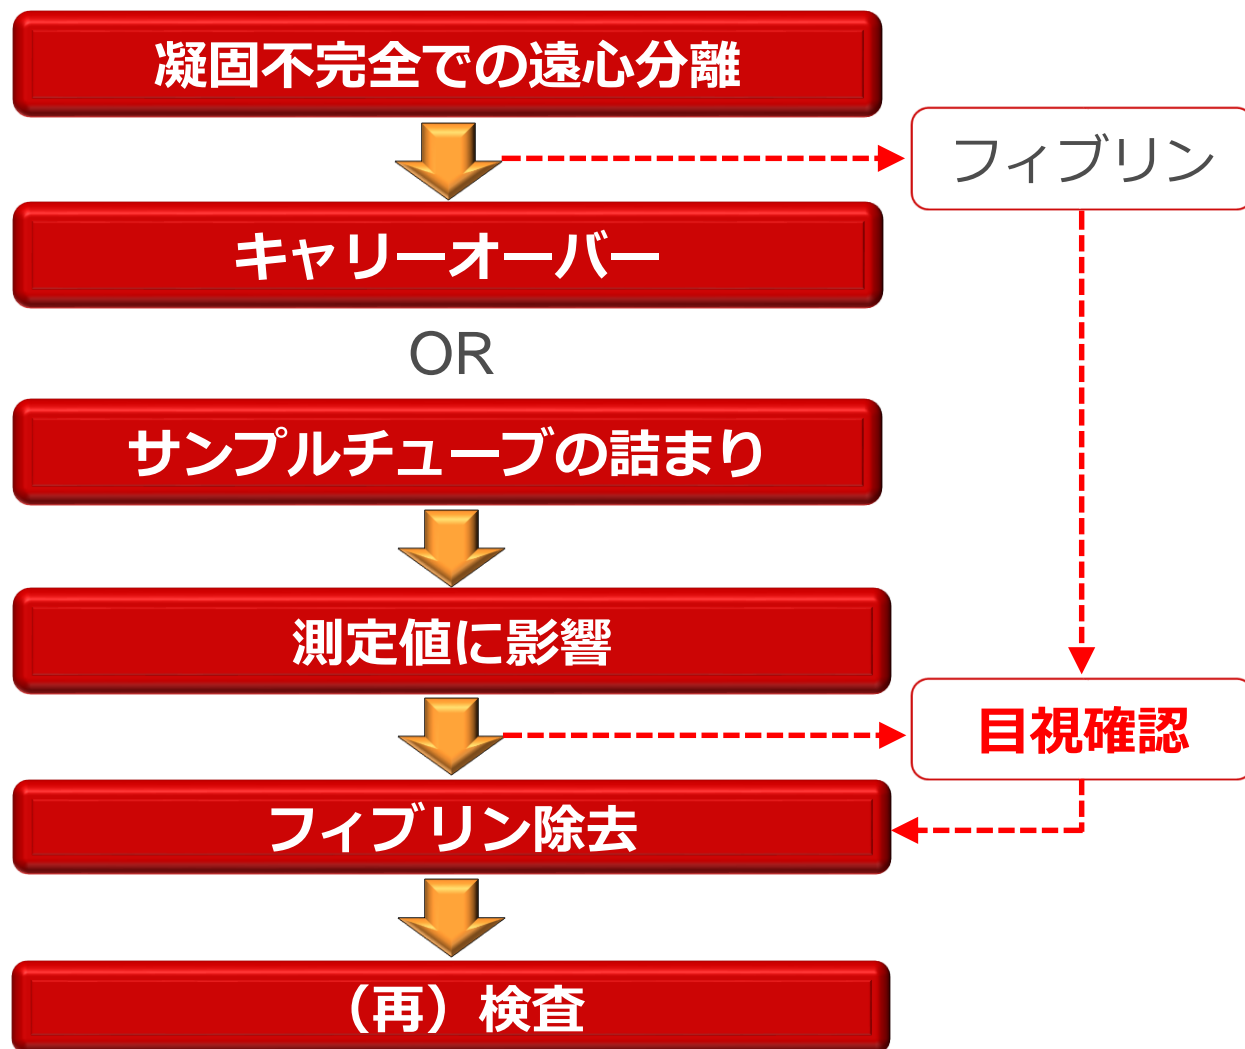 凝固不完全での遠心分離
フィブリン
キャリーオーバー
OR
サンプルチューブの詰まり
測定値に影響
目視確認
フィブリン除去
（再）検査